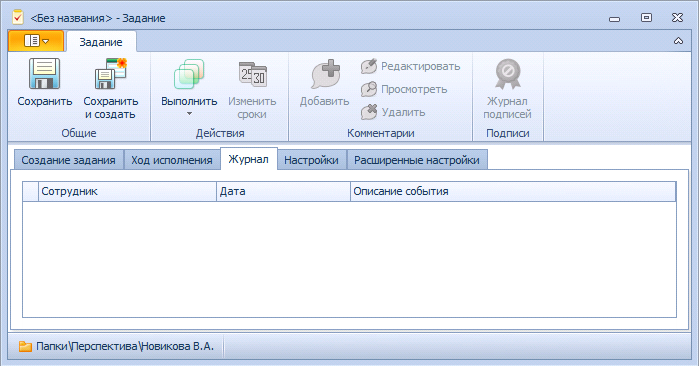 <Без названия> - Задание
Задание
Сохранить
Сохранить
и создать
Общие
Выполнить
Изменить
сроки
Действия
Добавить
Редактировать
Просмотреть
Удалить
Комментарии
Журнал
подписей
Подписи
Создание задания
Ход исполнения
Журнал
Настройки
Расширенные настройки
Сотрудник
Дата
Описание события
Папки\Перспектива\Новикова В.А.